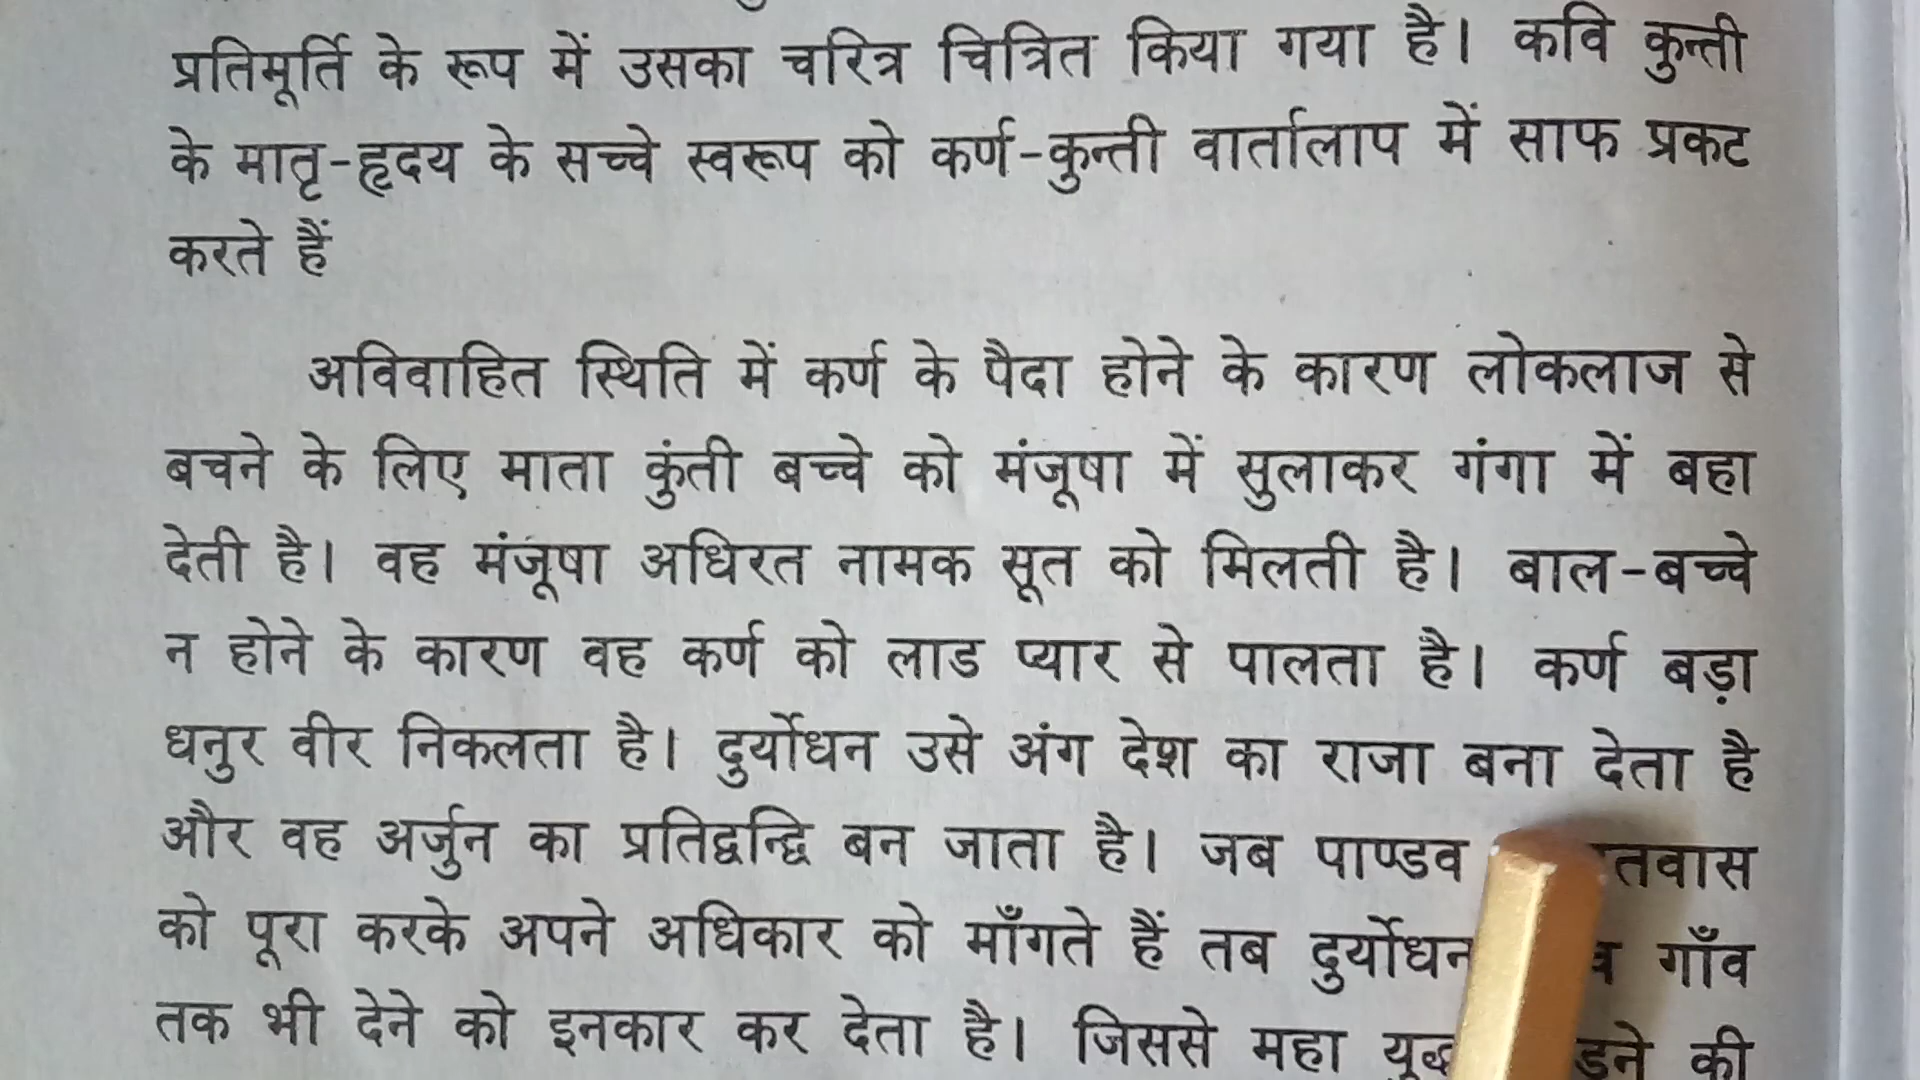 प्रतिमूर्ति के रूप में उसका चरित्र चित्रित किया गया है। कवि कुन्ती
के मातृ-हृदय के सच्चे स्वरूप को कर्ण-कुन्ती वार्तालाप में साफ प्रकट
करते हैं
अविवाहित स्थिति में कर्ण के पैदा होने के कारण लोकलाज से
बचने के लिए माता कुंती बच्चे को मंजूषा में सुलाकर गंगा में बहा
देती है। वह मंजूषा अधिरत नामक सूत को मिलती है। बाल-बच्चे
न होने के कारण वह कर्ण को लाड प्यार से पालता है। कर्ण बड़ा
धनुर वीर निकलता है। दुर्योधन उसे अंग देश का राजा बना देता है
और वह अर्जुन का प्रतिद्वन्द्वि बन जाता है। जब पाण्डव
को पूरा करके अपने अधिकार को माँगते हैं तब दुर्योधन गाँव
तक भी देने को इनकार कर देता है। जिससे महा युद्ध की